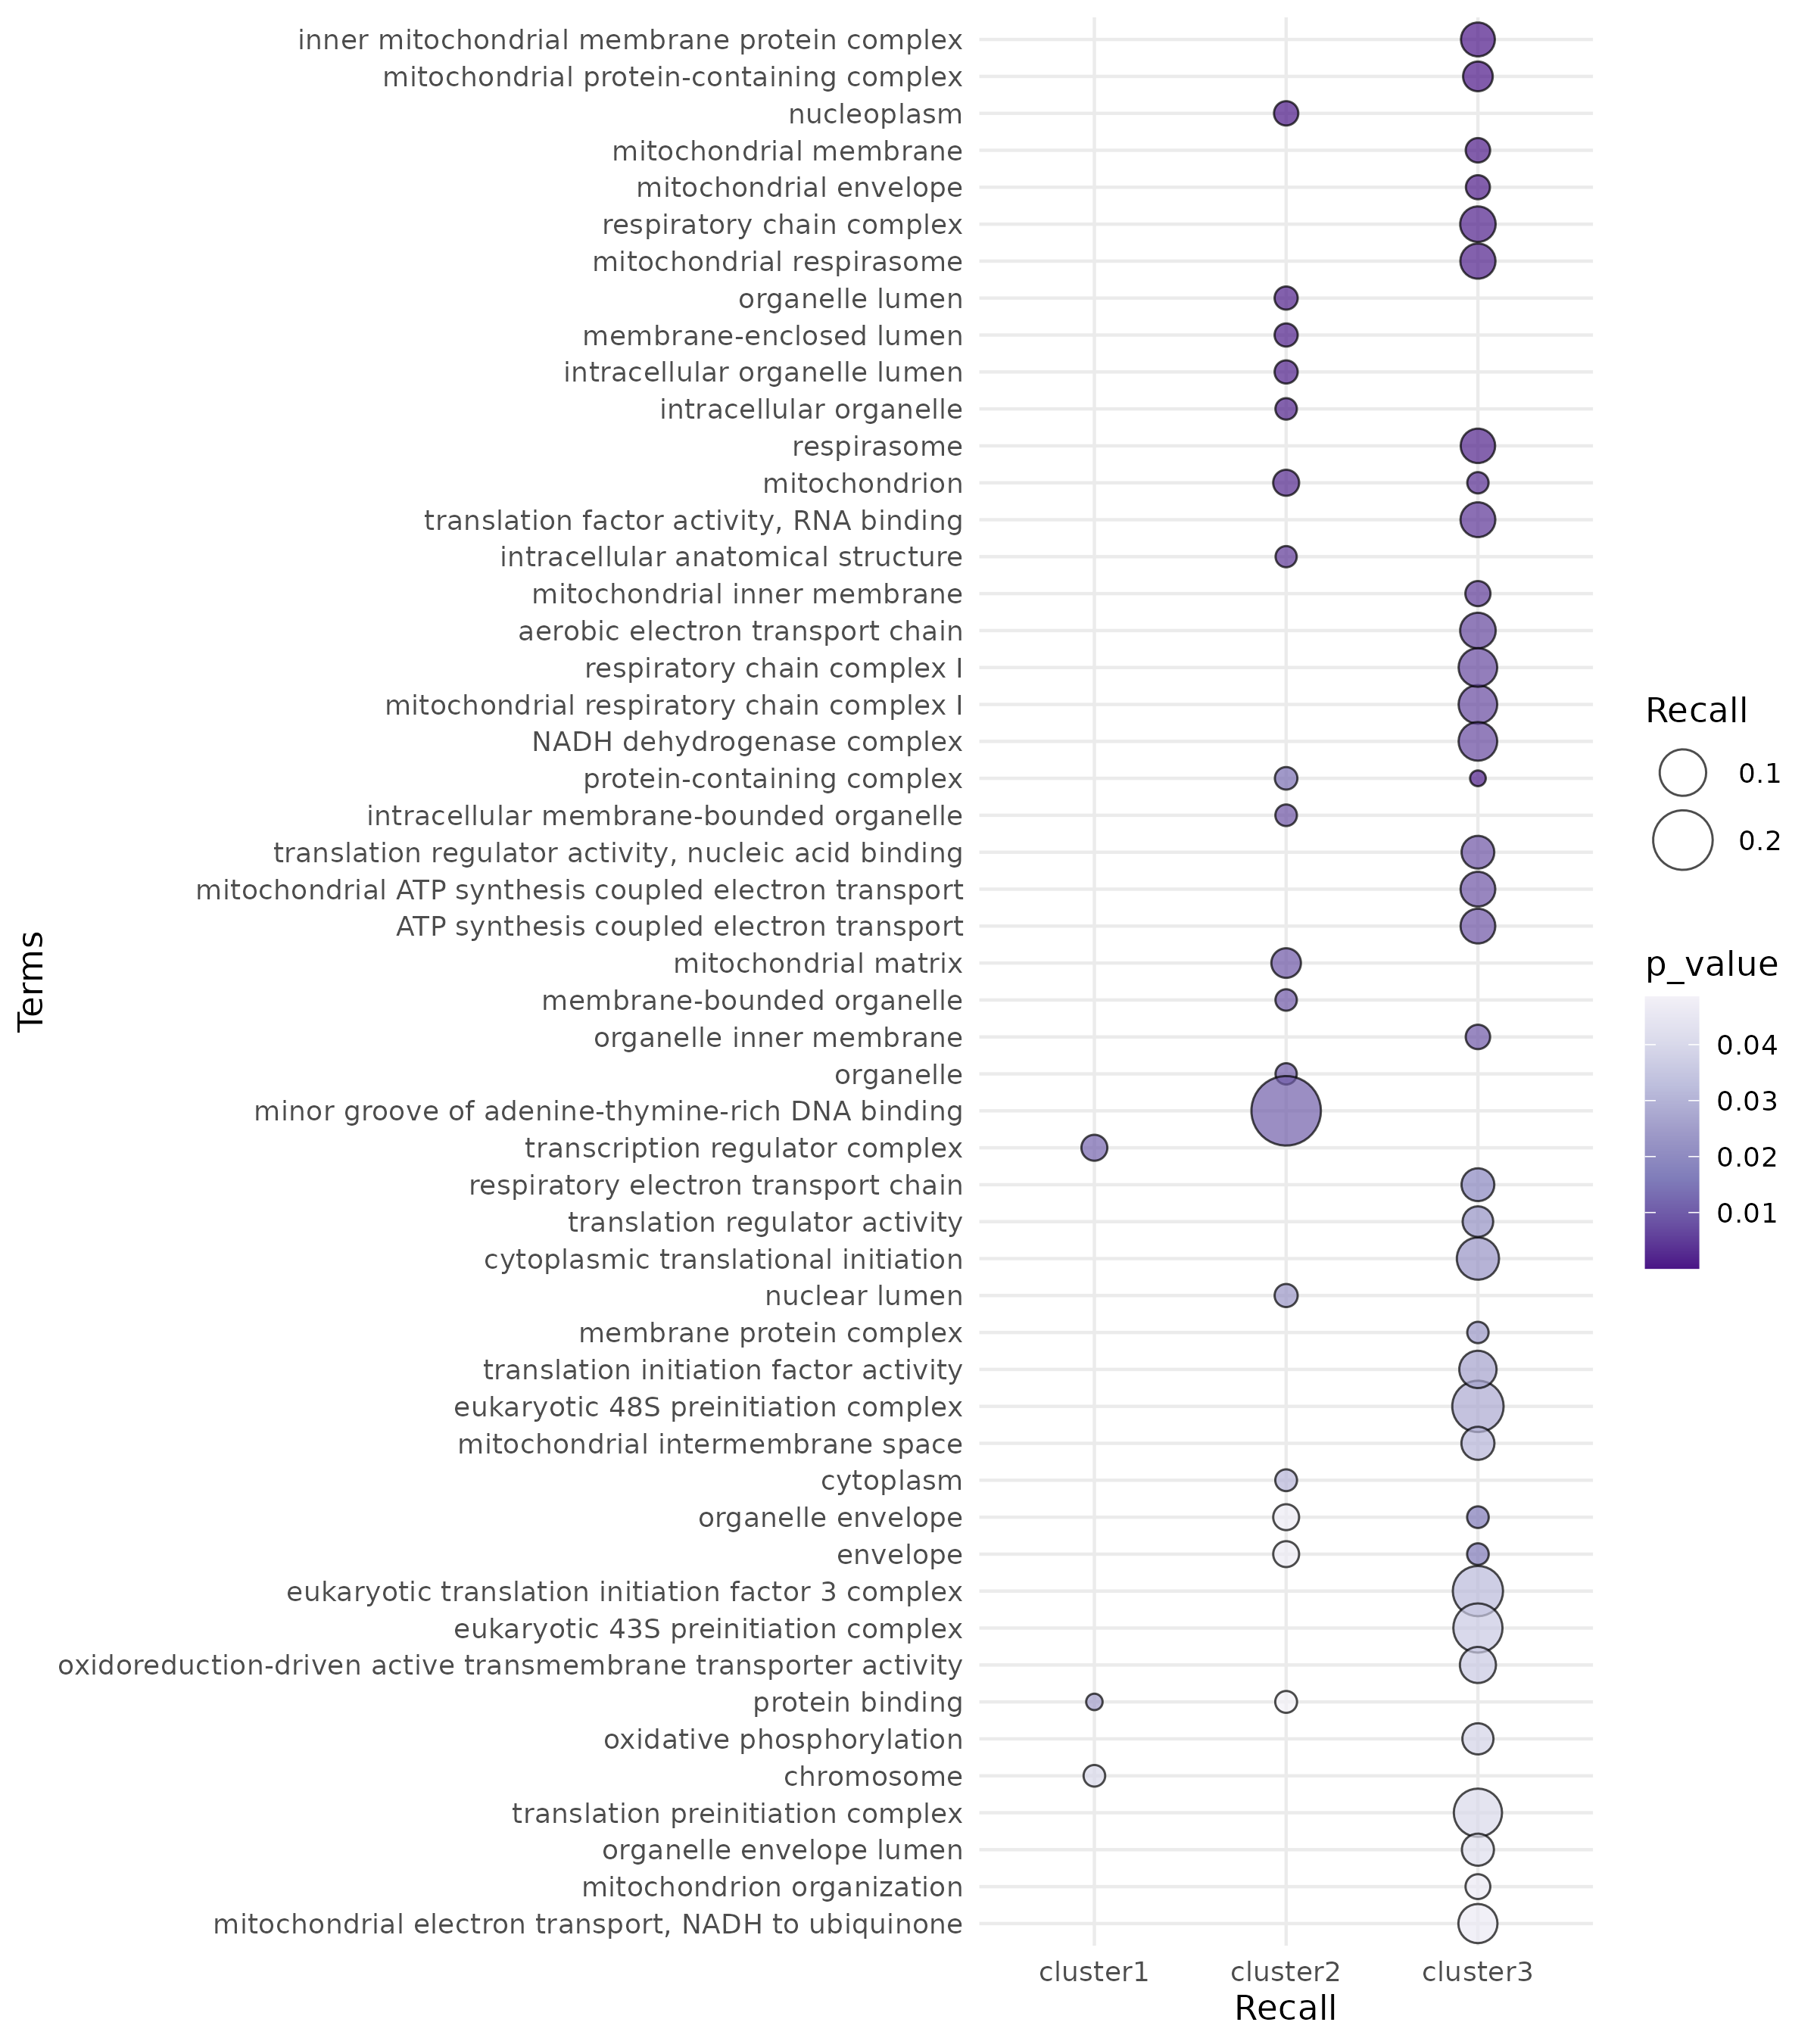 inner mitochondrial membrane protein complex
mitochondrial protein-containing complex
nucleoplasm
mitochondrial membrane
mitochondrial envelope
respiratory chain complex
mitochondrial respirasome
organelle lumen
membrane-enclosed lumen
intracellular organelle lumen
intracellular organelle
respirasome
mitochondrion
translation factor activity, RNA binding
intracellular anatomical structure
mitochondrial inner membrane
aerobic electron transport chain
respiratory chain complex I
mitochondrial respiratory chain complex I
NADH dehydrogenase complex
protein-containing complex
intracellular membrane-bounded organelle
translation regulator activity, nucleic acid binding
mitochondrial ATP synthesis coupled electron transport
ATP synthesis coupled electron transport
mitochondrial matrix
membrane-bounded organelle
organelle inner membrane
organelle
minor groove of adenine-thymine-rich DNA binding
transcription regulator complex
respiratory electron transport chain
translation regulator activity
cytoplasmic translational initiation
nuclear lumen
membrane protein complex
translation initiation factor activity
eukaryotic 48S preinitiation complex
mitochondrial intermembrane space
cytoplasm
organelle envelope
envelope
eukaryotic translation initiation factor 3 complex
eukaryotic 43S preinitiation complex
oxidoreduction-driven active transmembrane transporter activity
protein binding
oxidative phosphorylation
chromosome
translation preinitiation complex
organelle envelope lumen
mitochondrion organization
mitochondrial electron transport, NADH to ubiquinone
Terms
cluster1 cluster2 cluster3
Recall
Recall
0.1
0.2
p_value
0.04
0.03
0.02
0.01